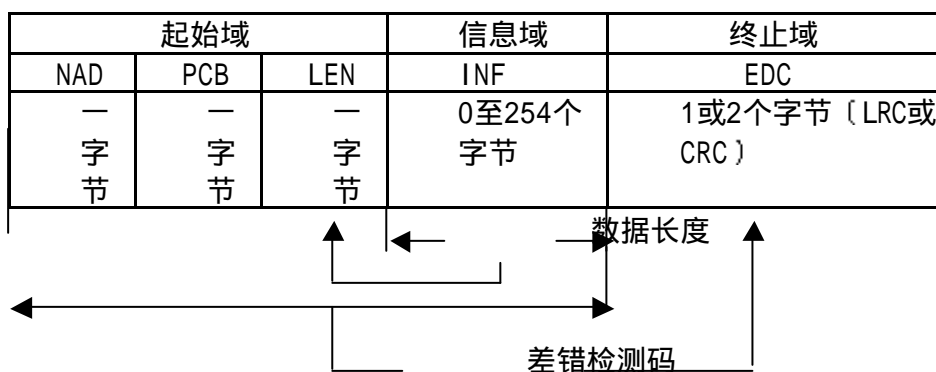 起始域 信息域 终止域
NAD PCB LEN INF EDC
一 一 一 0至254个 1或2个字节〔LRC或
字 字 字 字节 CRC〕
节 节 节
数据长度
差错检测码